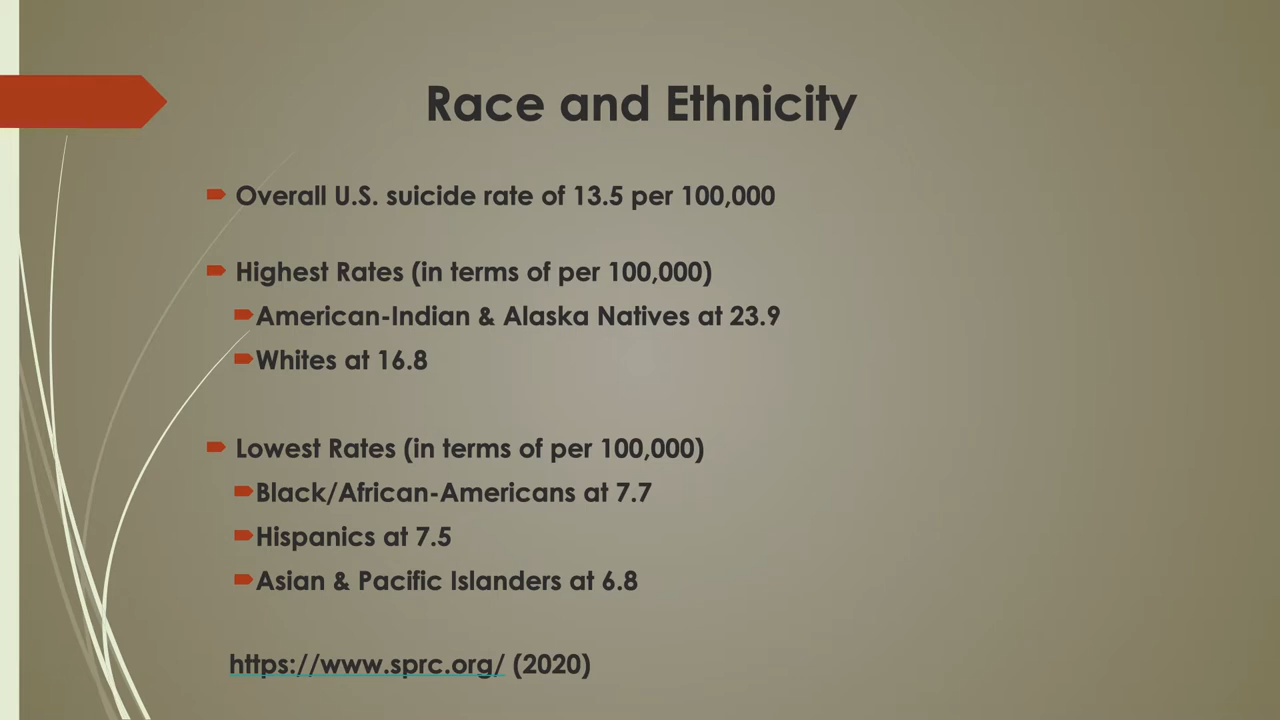 Race and Ethnicity
Overall U.S. suicide rate of 13.5 per 100,000
Highest Rates (in terms of per 100,000)
American-Indian & Alaska Natives at 23.9
Whites at 16.8
Lowest Rates (in terms of per 100,000)
Black/African-Americans at 7.7
Hispanics at 7.5
Asian & Pacific Islanders at 6.8
https://www.sprc.org/ (2020)